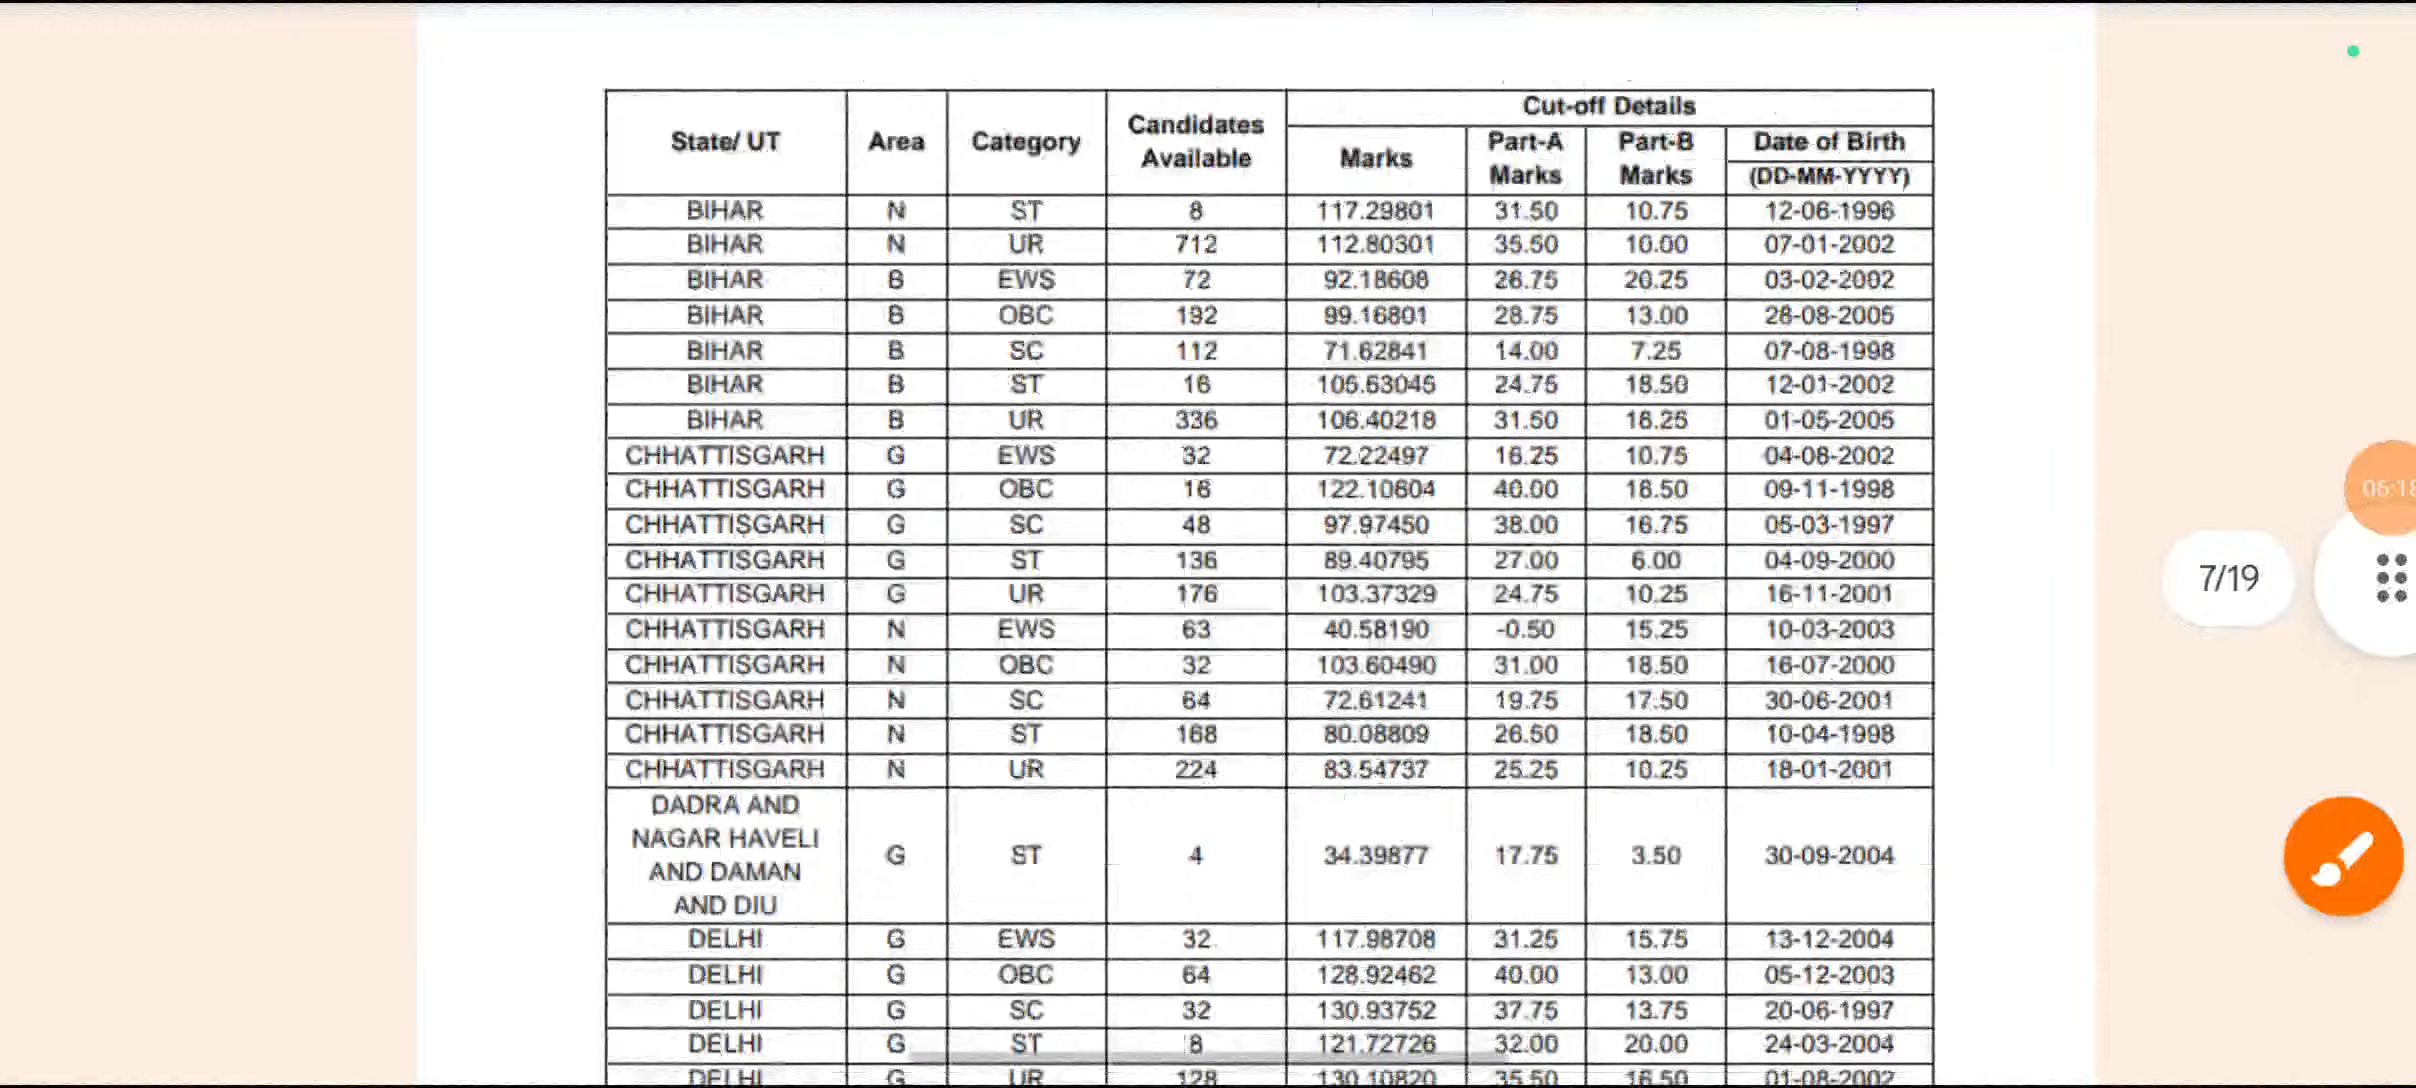 Cut-off Details
State/ UT Area Category Candidates Available Marks Part-A Marks Part-B Marks Date of Birth (DD-MM-YYYY)
BIHAR N ST 8 117.29801 31.50 10.75 12-06-1996
BIHAR N UR 712 112.80301 35.50 10.00 07-01-2002
BIHAR B EWS 72 92.18608 26.75 20.25 03-02-2002
BIHAR B OBC 192 99.16801 28.75 13.00 26-08-2005
BIHAR B SC 112 71.62841 14.00 7.25 07-08-1998
BIHAR B ST 16 105.63045 24.75 18.50 12-01-2002
BIHAR B UR 336 106.40218 31.50 16.25 01-05-2005
CHHATTISGARH G EWS 32 72.22497 16.25 10.75 04-08-2002
CHHATTISGARH G OBC 16 122.10604 40.00 16.50 09-11-1998
CHHATTISGARH G SC 48 97.97450 38.00 16.75 05-03-1997
CHHATTISGARH G ST 136 89.40795 27.00 6.00 04-09-2000
CHHATTISGARH G UR 176 103.37329 24.75 10.25 16-11-2001
CHHATTISGARH N EWS 63 40.58190 -0.50 15.25 10-03-2003
CHHATTISGARH N OBC 32 103.60490 31.00 18.50 16-07-2000
CHHATTISGARH N SC 64 72.61241 19.75 17.50 30-06-2001
CHHATTISGARH N ST 168 80.08809 26.50 18.50 10-04-1998
CHHATTISGARH N UR 224 83.54737 25.25 10.25 18-01-2001
DADRA AND
NAGAR HAVELI
AND DAMAN
AND DIU
G ST 4 34.39877 17.75 3.50 30-09-2004
DELHI G EWS 32 117.98708 31.25 15.75 13-12-2004
DELHI G OBC 64 128.92462 40.00 13.00 05-12-2003
DELHI G SC 32 130.93752 37.75 13.75 20-06-1997
DELHI G ST 8 121.72726 32.00 20.00 24-03-2004
DELHI G UR 128 130.10820 35.50 16.50 01-08-2002
06:18
7/19